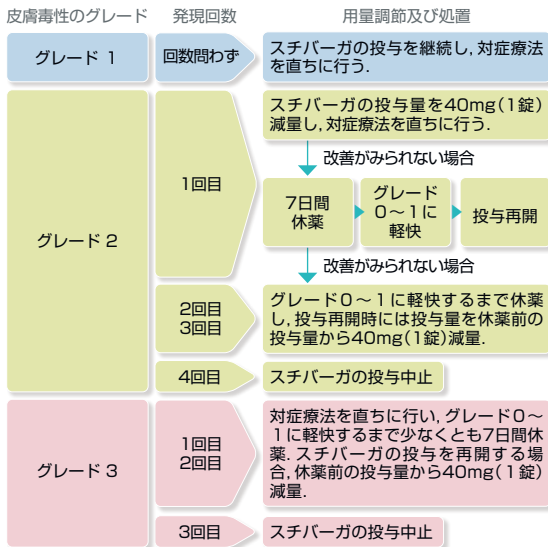 皮膚毒性のグレード 発現回数 用量調節及び処置
グレード 1
回数問わず
スチバーガの投与を継続し,対症療法
を直ちに行う.
グレード 2
1回目
スチバーガの投与量を40mg(1錠)
減量し,対症療法を直ちに行う.
改善がみられない場合
7日間
休薬
グレード
0〜1に
軽快
投与再開
改善がみられない場合
2回目
3回目
グレード0〜1に軽快するまで休薬
し,投与再開時には投与量を休薬前の
投与量から40mg(1錠)減量.
4回目
スチバーガの投与中止
グレード 3
1回目
2回目
対症療法を直ちに行い,グレード0〜
1に軽快するまで少なくとも7日間休
薬.スチバーガの投与を再開する場
合,休薬前の投与量から40mg(1錠)
減量.
3回目
スチバーガの投与中止